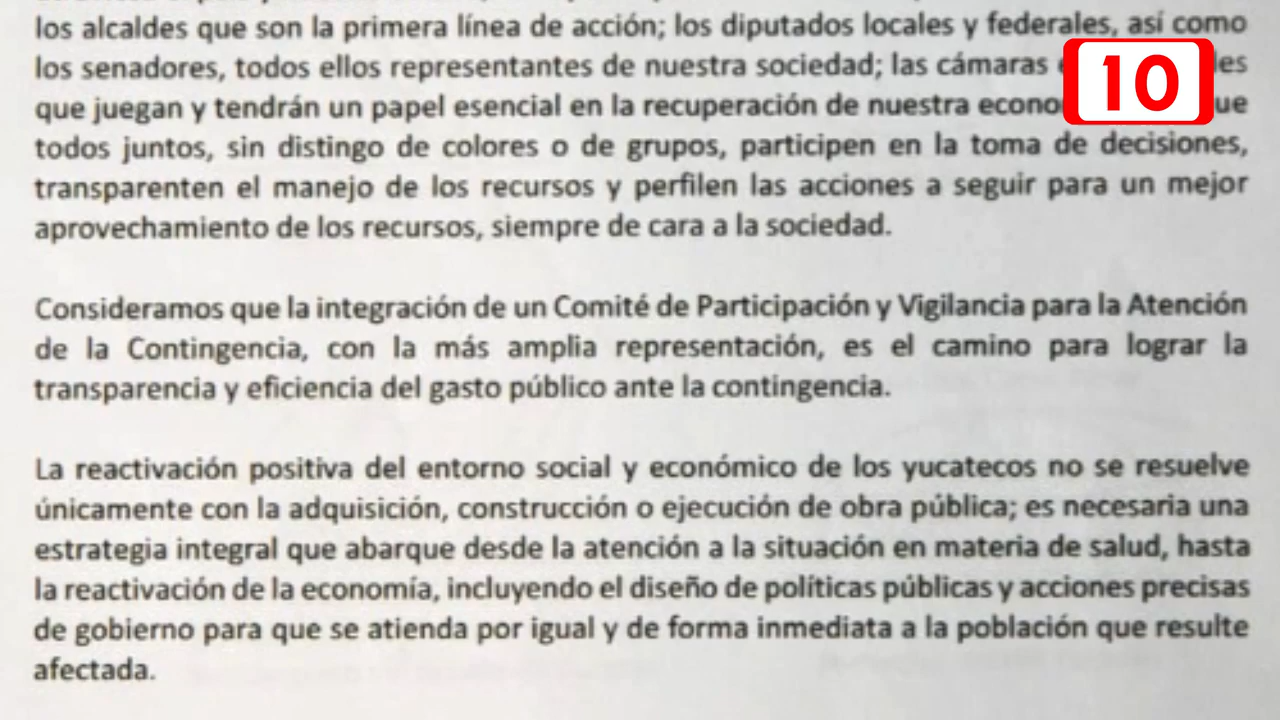 los alcaldes que son la primera línea de acción; los diputados locales y federales, así como
los senadores, todos ellos representantes de nuestra sociedad; las cámaras
que juegan y tendrán un papel esencial en la recuperación de nuestra
todos juntos, sin distingo de colores o de grupos, participen en la toma de decisiones,
transparenten el manejo de los recursos y perfilen las acciones a seguir para un mejor
aprovechamiento de los recursos, siempre de cara a la sociedad.
Consideramos que la integración de un Comité de Participación y Vigilancia para la Atención
de la Contingencia, con la más amplia representación, es el camino para lograr la
transparencia y eficiencia del gasto público ante la contingencia.
La reactivación positiva del entorno social y económico de los yucatecos no se resuelve
únicamente con la adquisición, construcción o ejecución de obra pública; es necesaria una
estrategia integral que abarque desde la atención a la situación en materia de salud, hasta
la reactivación de la economía, incluyendo el diseño de políticas públicas y acciones precisas
de gobierno para que se atienda por igual y de forma inmediata a la población que resulte
afectada.
10